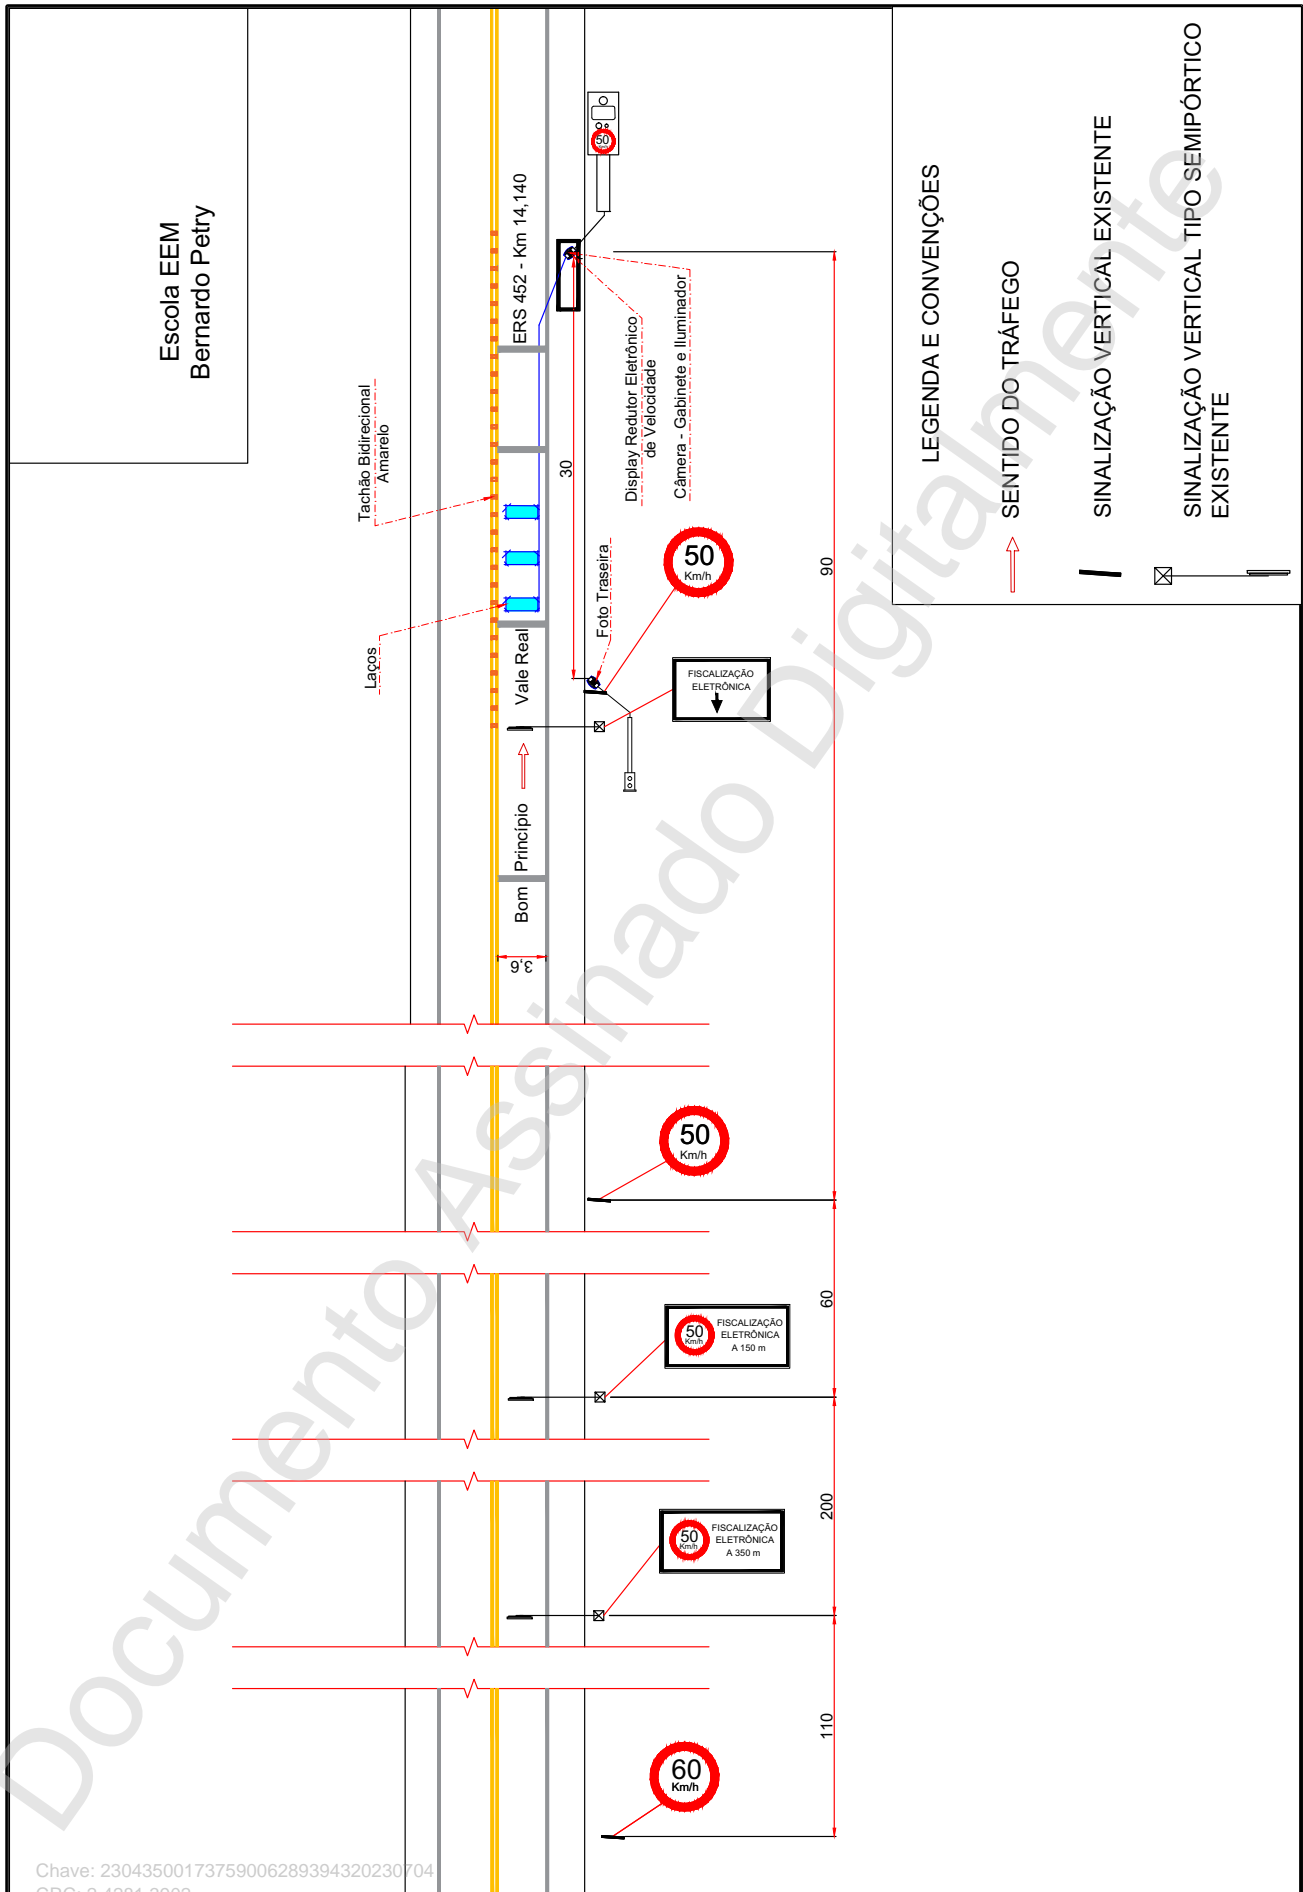 Escola EEM
Bernardo Petry
Tachão Bidirecional
Amarelo
Laços
ERS 452 - Km 14,140
Vale Real
Bom Princípio
3,6
30
50
Km/h
Display Redutor Eletrônico
de Velocidade
Câmera - Gabinete e Iluminador
Foto Traseira
50
Km/h
FISCALIZAÇÃO
ELETRÔNICA
90
LEGENDA E CONVENÇÕES
SENTIDO DO TRÁFEGO
SINALIZAÇÃO VERTICAL EXISTENTE
SINALIZAÇÃO VERTICAL TIPO SEMIPÓRTICO
EXISTENTE
50
Km/h
60
50
Km/h
FISCALIZAÇÃO
ELETRÔNICA
A 150 m
200
50
Km/h
FISCALIZAÇÃO
ELETRÔNICA
A 350 m
110
60
Km/h
Documento Assinado Digitalmente
Chave: 23043500173759006289394320230704